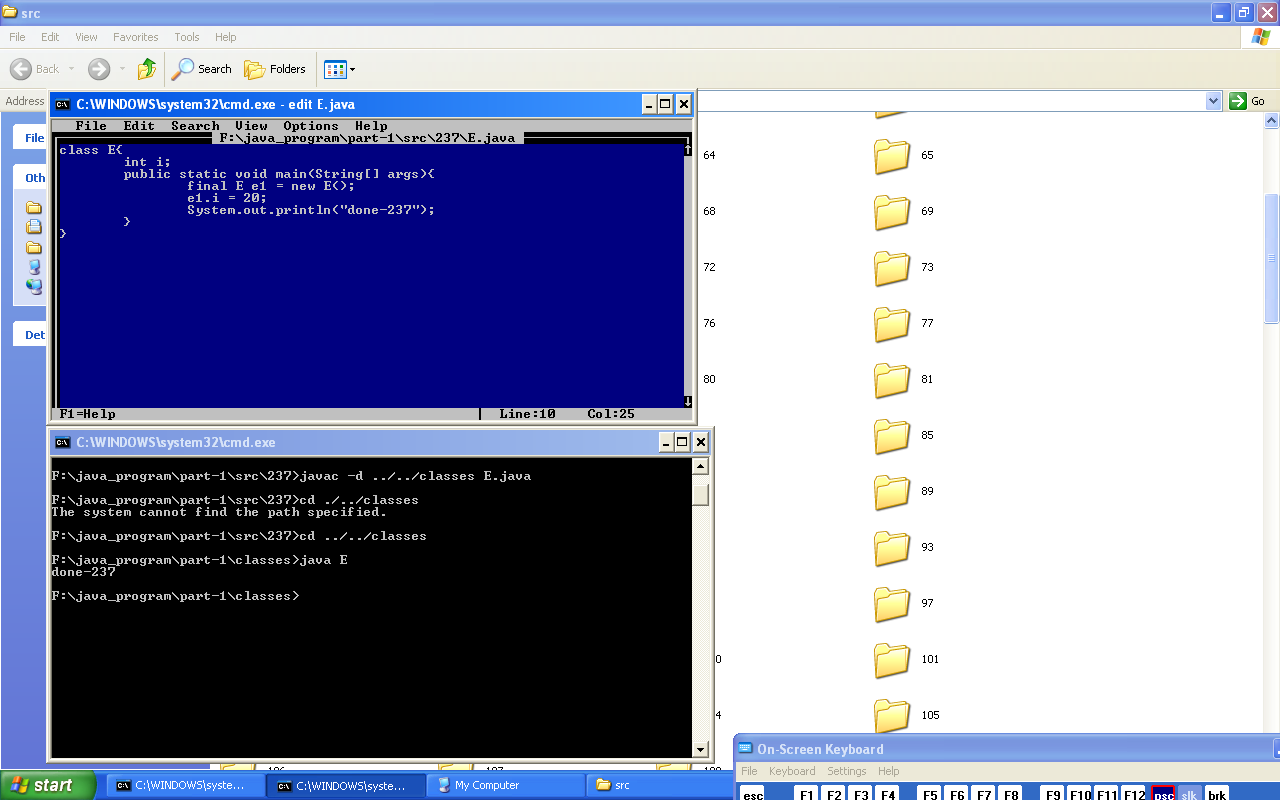 src
File Edit View Favorites Tools Help
Back Search Folders
Address Go
C:\WINDOWS\system32\cmd.exe - edit E.java
File Edit Search View Options Help
F:\java_program\part-1\src\237\E.java
class E{
int i;
public static void main(String[] args){
final E e1 = new E();
e1.i = 20;
System.out.println("done-237");
}
}
F1=Help Line:10 Col:25
File
Oth
Det
64 65
68 69
72 73
76 77
80 81
85
89
93
97
0 101
4 105
C:\WINDOWS\system32\cmd.exe
F:\java_program\part-1\src\237>javac -d ../../classes E.java
F:\java_program\part-1\src\237>cd ./../classes
The system cannot find the path specified.
F:\java_program\part-1\src\237>cd ../../classes
F:\java_program\part-1\classes>java E
done-237
F:\java_program\part-1\classes>
On-Screen Keyboard
File Keyboard Settings Help
esc F1 F2 F3 F4 F5 F6 F7 F8 F9 F10 F11 F12 psc slk brk
start C:\WINDOWS\syste... C:\WINDOWS\syste... My Computer src